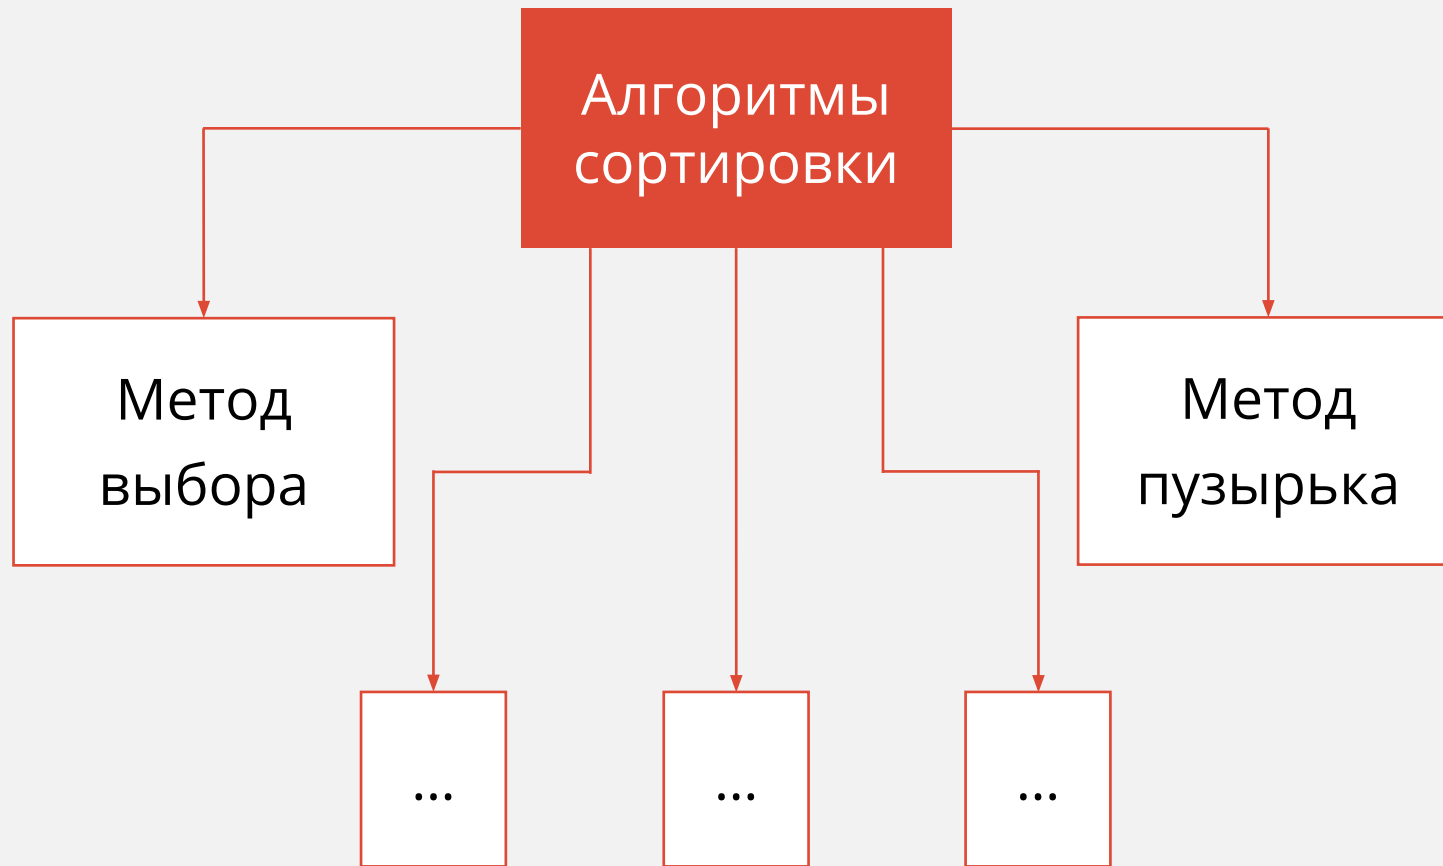 Алгоритмы
сортировки
Метод
выбора
Метод
пузырька
...
...
...